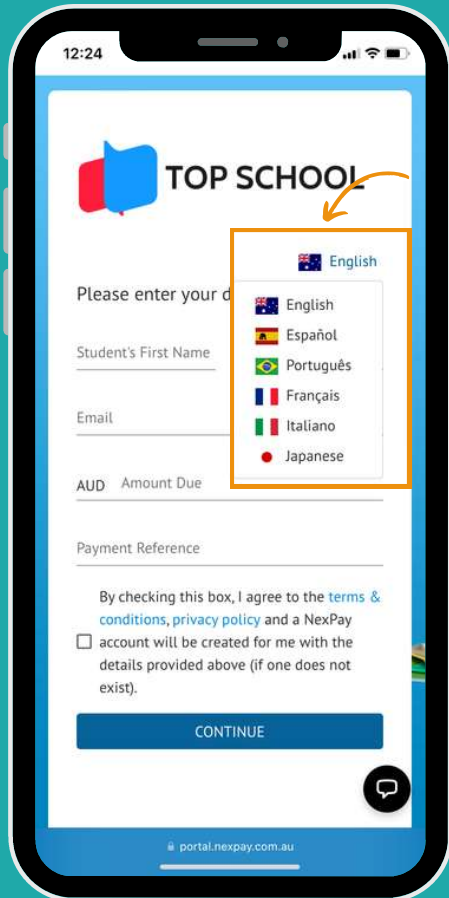 12:24
TOP SCHOOL
English
Please enter your d
English
Español
Português
Français
Italiano
Japanese
Student's First Name
Email
AUD Amount Due
Payment Reference
By checking this box, I agree to the terms &
conditions, privacy policy and a NexPay
account will be created for me with the
details provided above (if one does not
exist).
CONTINUE
portal.nexpay.com.au